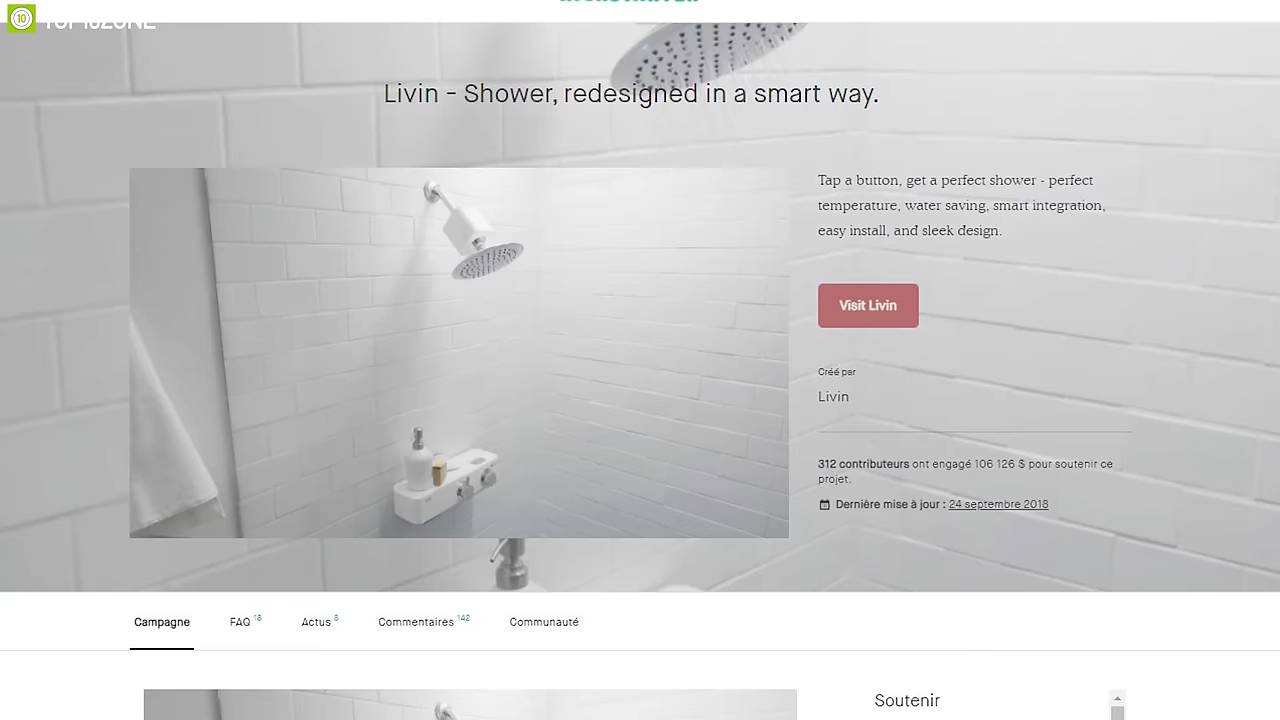 10
TOP10ZONE
Livin - Shower, redesigned in a smart way.
Tap a button, get a perfect shower - perfect
temperature, water saving, smart integration,
easy install, and sleek design.
Visit Livin
Créé par
Livin
312 contributeurs ont engagé 106 126 $ pour soutenir ce
projet.
Dernière mise à jour : 24 septembre 2018
Campagne FAQ 18 Actus 8 Commentaires 142 Communauté
Soutenir